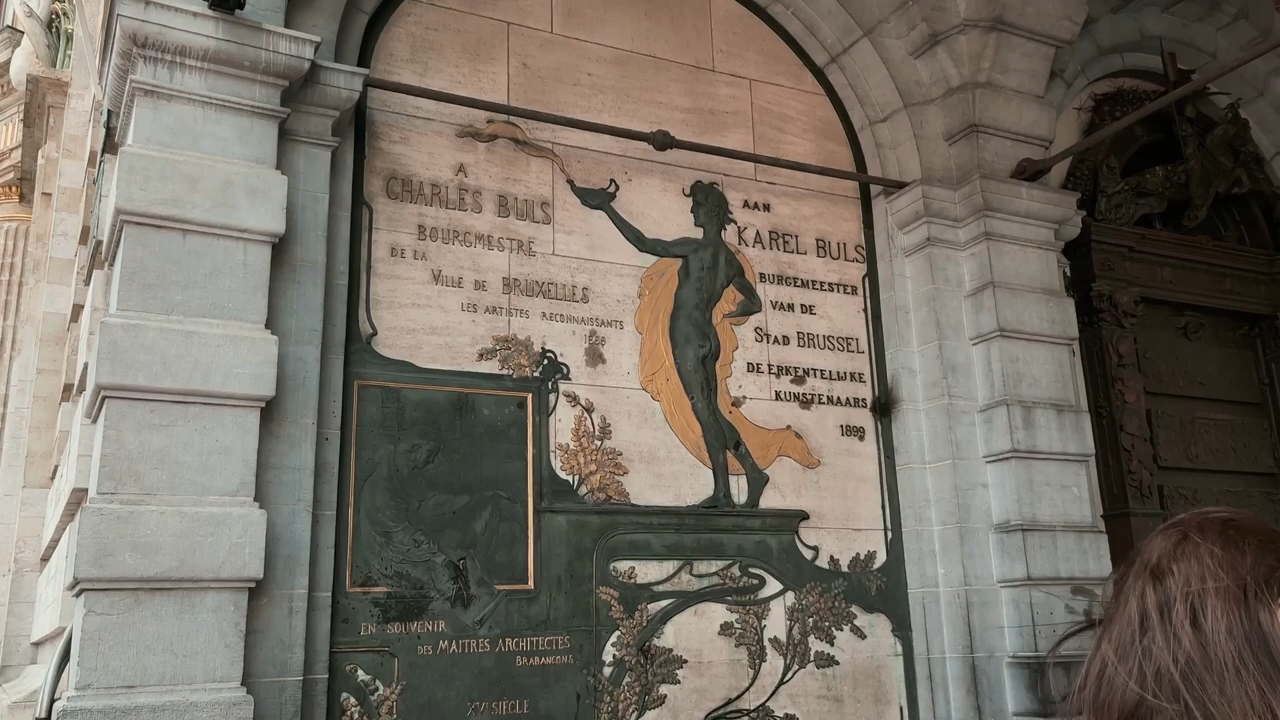 A
CHARLES BULS
BOURGMESTRE
DE LA
VILLE DE BRUXELLES
LES ARTISTES RECONNAISSANTS
AAN
KAREL BULS
BURGEMEESTER
VAN DE
STAD BRUSSEL
DE ERKENTELIJKE
KUNSTENAARS
1899
EN SOUVENIR
DES MAITRES ARCHITECTES
BRABANÇONS
XVᴱ SIÈCLE